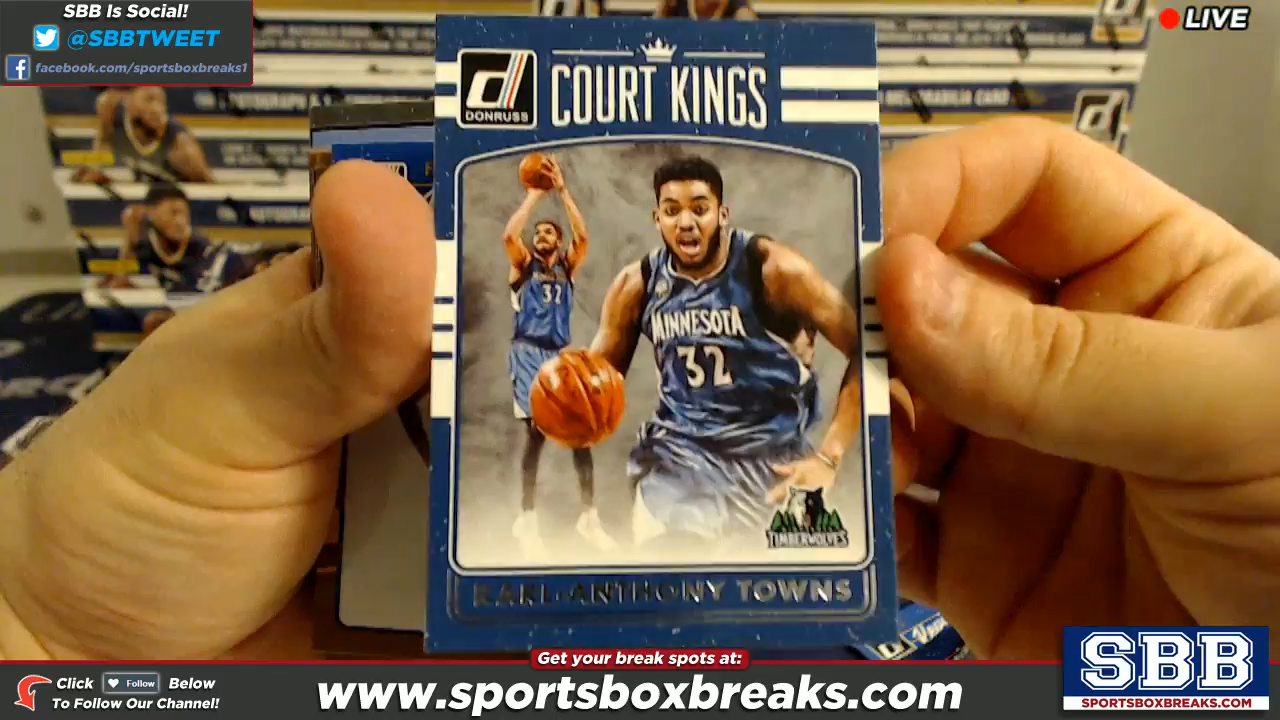 SBB Is Social!
@SBBTWEET
facebook.com/sportsboxbreaks1
LIVE
DONRUSS
COURT KINGS
32
MINNESOTA
32
TIMBERWOLVES
KARL-ANTHONY TOWNS
Get your break spots at:
Click Follow Below
To Follow Our Channel!
www.sportsboxbreaks.com
SBB
SPORTSBOXBREAKS.COM